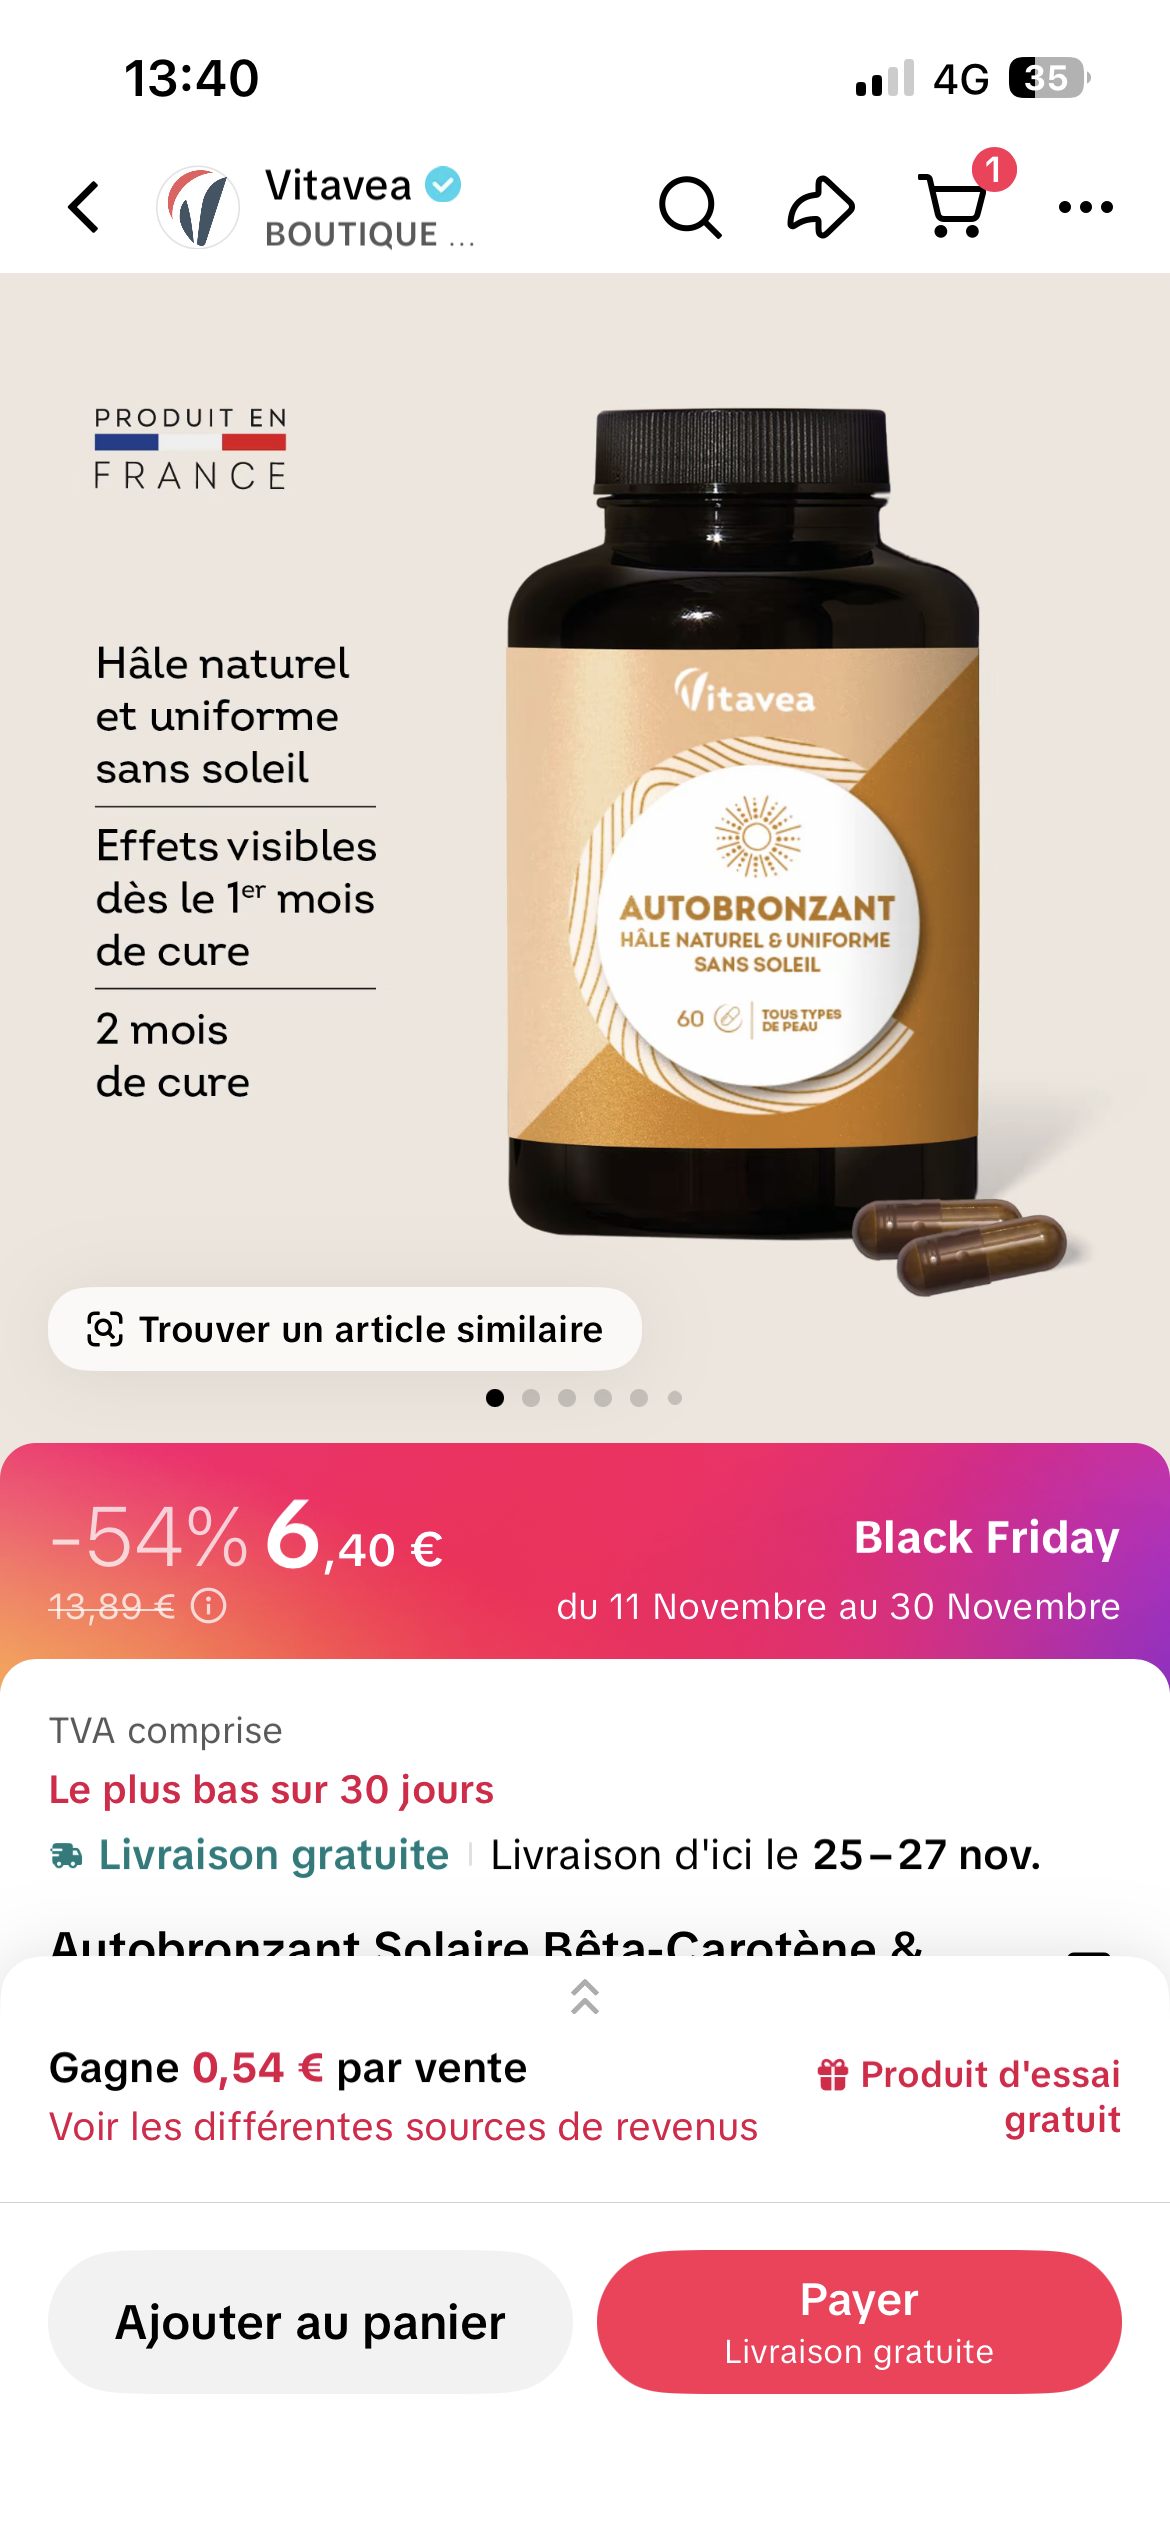 13:40
4G 35
Vitavea
BOUTIQUE ...
1
PRODUIT EN
FRANCE
Hâle naturel
et uniforme
sans soleil
Effets visibles
dès le 1er mois
de cure
2 mois
de cure
Vitavea
AUTOBRONZANT
HÂLE NATUREL & UNIFORME
SANS SOLEIL
60 TOUS TYPES
DE PEAU
Trouver un article similaire
-54% 6,40 €
Black Friday
13,89 €
du 11 Novembre au 30 Novembre
TVA comprise
Le plus bas sur 30 jours
Livraison gratuite Livraison d'ici le 25–27 nov.
Autobronzant Solaire Bêta-Carotène &
Gagne 0,54 € par vente
Voir les différentes sources de revenus
Produit d'essai
gratuit
Ajouter au panier
Payer
Livraison gratuite